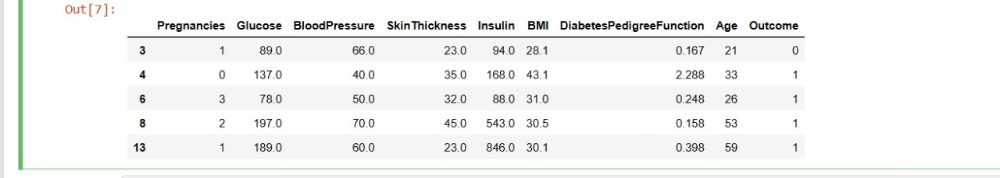 Out[7]:
Pregnancies Glucose BloodPressure SkinThickness Insulin BMI DiabetesPedigreeFunction Age Outcome
3 1 89.0 66.0 23.0 94.0 28.1 0.167 21 0
4 0 137.0 40.0 35.0 168.0 43.1 2.288 33 1
6 3 78.0 50.0 32.0 88.0 31.0 0.248 26 1
8 2 197.0 70.0 45.0 543.0 30.5 0.158 53 1
13 1 189.0 60.0 23.0 846.0 30.1 0.398 59 1